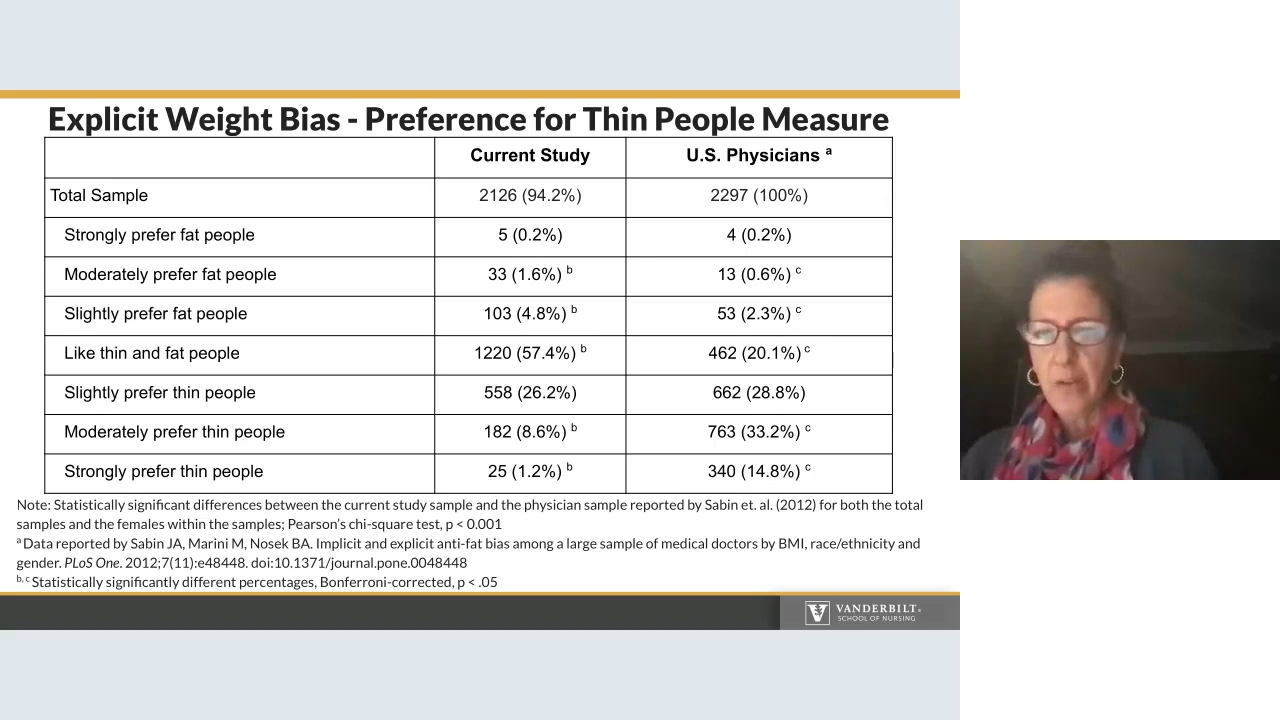 Explicit Weight Bias - Preference for Thin People Measure
Current Study U.S. Physicians ᵃ
Total Sample 2126 (94.2%) 2297 (100%)
Strongly prefer fat people 5 (0.2%) 4 (0.2%)
Moderately prefer fat people 33 (1.6%) ᵇ 13 (0.6%) ᶜ
Slightly prefer fat people 103 (4.8%) ᵇ 53 (2.3%) ᶜ
Like thin and fat people 1220 (57.4%) ᵇ 462 (20.1%) ᶜ
Slightly prefer thin people 558 (26.2%) 662 (28.8%)
Moderately prefer thin people 182 (8.6%) ᵇ 763 (33.2%) ᶜ
Strongly prefer thin people 25 (1.2%) ᵇ 340 (14.8%) ᶜ
Note: Statistically significant differences between the current study sample and the physician sample reported by Sabin et. al. (2012) for both the total
samples and the females within the samples; Pearson's chi-square test, p < 0.001
ᵃ Data reported by Sabin JA, Marini M, Nosek BA. Implicit and explicit anti-fat bias among a large sample of medical doctors by BMI, race/ethnicity and
gender. PLoS One. 2012;7(11):e48448. doi:10.1371/journal.pone.0048448
ᵇ, ᶜ Statistically significantly different percentages, Bonferroni-corrected, p < .05
V VANDERBILT®
SCHOOL OF NURSING